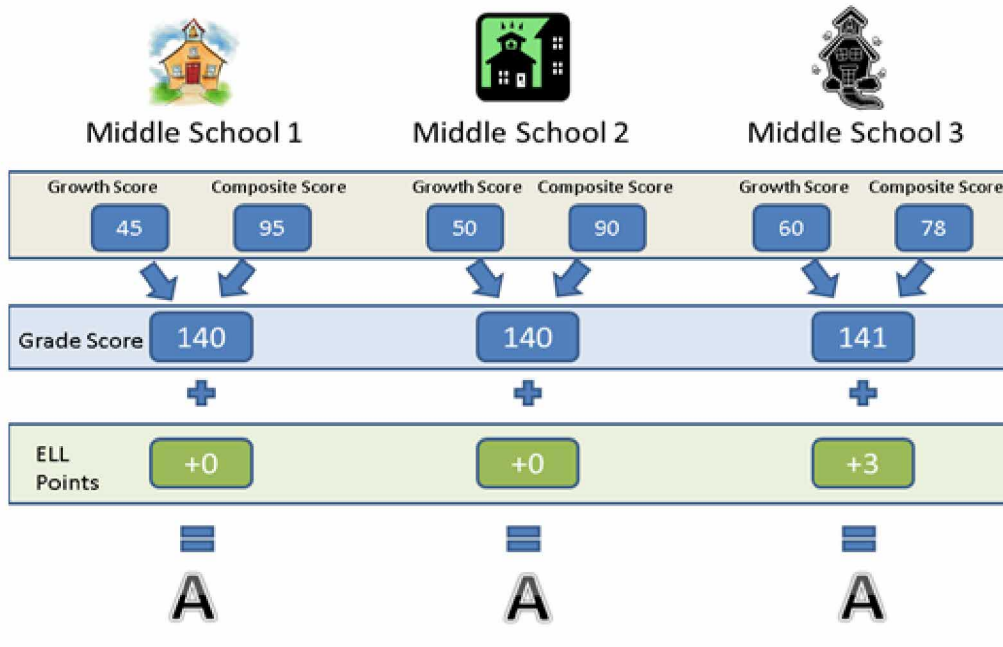 Middle School 1 Middle School 2 Middle School 3
Growth Score Composite Score Growth Score Composite Score Growth Score Composite Score
45 95 50 90 60 78
Grade Score 140 140 141
+ + +
ELL
Points
+0 +0 +3
= = =
A A A